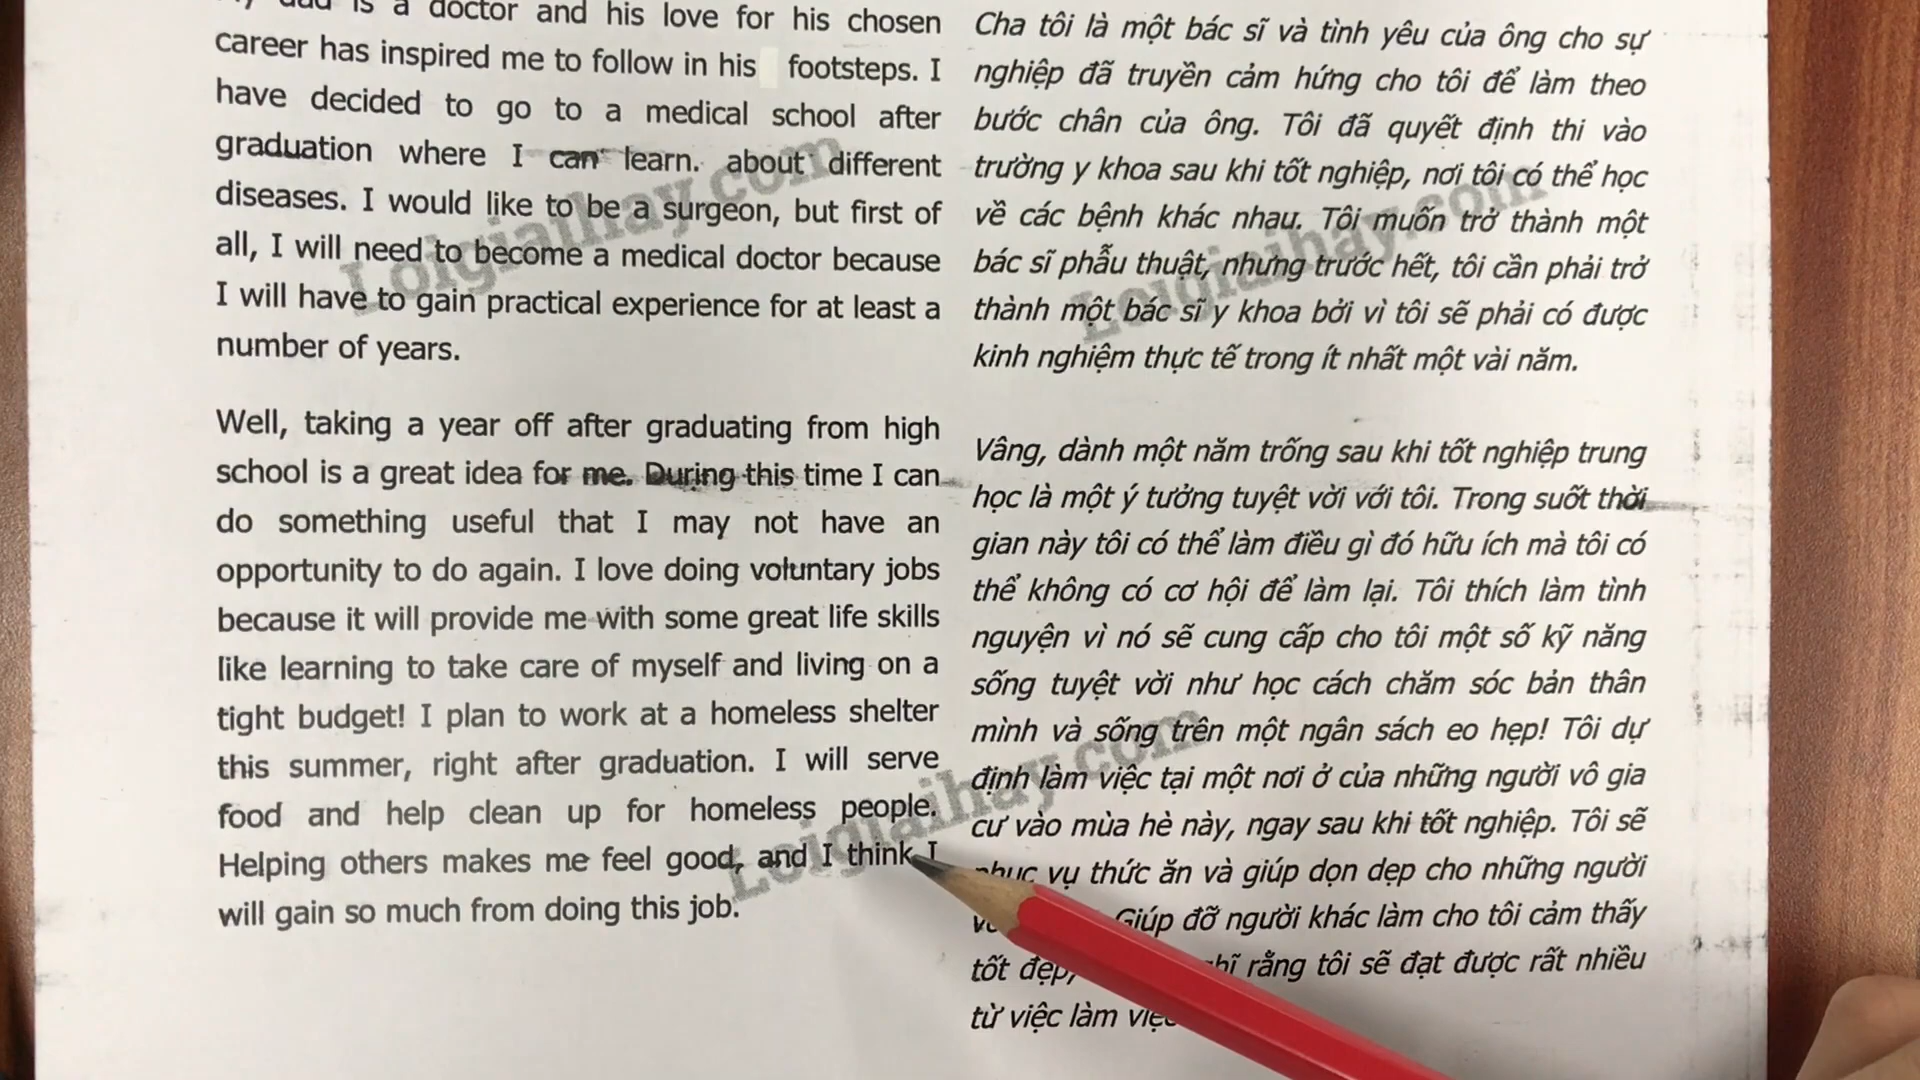 My dad is a doctor and his love for his chosen
career has inspired me to follow in his footsteps. I
have decided to go to a medical school after
graduation where I can learn. about different
diseases. I would like to be a surgeon, but first of
all, I will need to become a medical doctor because
I will have to gain practical experience for at least a
number of years.
Well, taking a year off after graduating from high
school is a great idea for me. During this time I can
do something useful that I may not have an
opportunity to do again. I love doing voluntary jobs
because it will provide me with some great life skills
like learning to take care of myself and living on a
tight budget! I plan to work at a homeless shelter
this summer, right after graduation. I will serve
food and help clean up for homeless people.
Helping others makes me feel good, and I think I
will gain so much from doing this job.
Cha tôi là một bác sĩ và tình yêu của ông cho sự
nghiệp đã truyền cảm hứng cho tôi để làm theo
bước chân của ông. Tôi đã quyết định thi vào
trường y khoa sau khi tốt nghiệp, nơi tôi có thể học
về các bệnh khác nhau. Tôi muốn trở thành một
bác sĩ phẫu thuật, nhưng trước hết, tôi cần phải trở
thành một bác sĩ y khoa bởi vì tôi sẽ phải có được
kinh nghiệm thực tế trong ít nhất một vài năm.
Vâng, dành một năm trống sau khi tốt nghiệp trung
học là một ý tưởng tuyệt vời với tôi. Trong suốt thời
gian này tôi có thể làm điều gì đó hữu ích mà tôi có
thể không có cơ hội để làm lại. Tôi thích làm tình
nguyện vì nó sẽ cung cấp cho tôi một số kỹ năng
sống tuyệt vời như học cách chăm sóc bản thân
mình và sống trên một ngân sách eo hẹp! Tôi dự
định làm việc tại một nơi ở của những người vô gia
cư vào mùa hè này, ngay sau khi tốt nghiệp. Tôi sẽ
phục vụ thức ăn và giúp dọn dẹp cho những người
Giúp đỡ người khác làm cho tôi cảm thấy
tốt đẹp, rằng tôi sẽ đạt được rất nhiều
từ việc làm
Loigiaihay.com
Loigiaihay.com
Loigiaihay.com